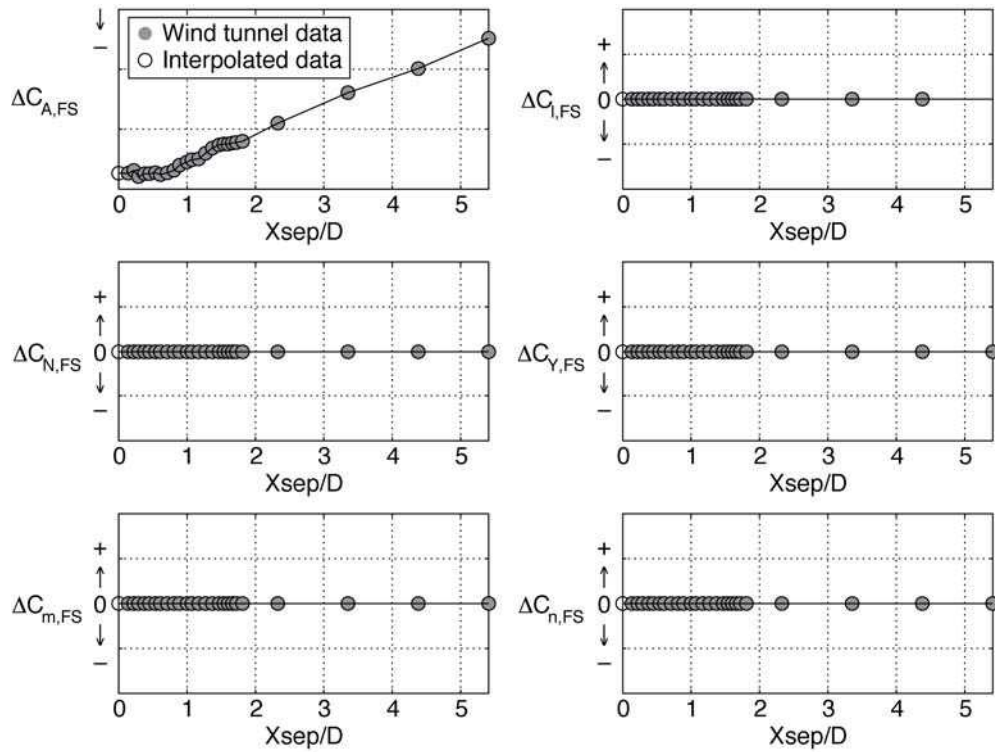 ↓
−
Wind tunnel data
Interpolated data
ΔC_A,FS
0 1 2 3 4 5
Xsep/D
+
↑
ΔC_l,FS 0
↓
−
0 1 2 3 4 5
Xsep/D
+
↑
ΔC_N,FS 0
↓
−
0 1 2 3 4 5
Xsep/D
+
↑
ΔC_Y,FS 0
↓
−
0 1 2 3 4 5
Xsep/D
+
↑
ΔC_m,FS 0
↓
−
0 1 2 3 4 5
Xsep/D
+
↑
ΔC_n,FS 0
↓
−
0 1 2 3 4 5
Xsep/D